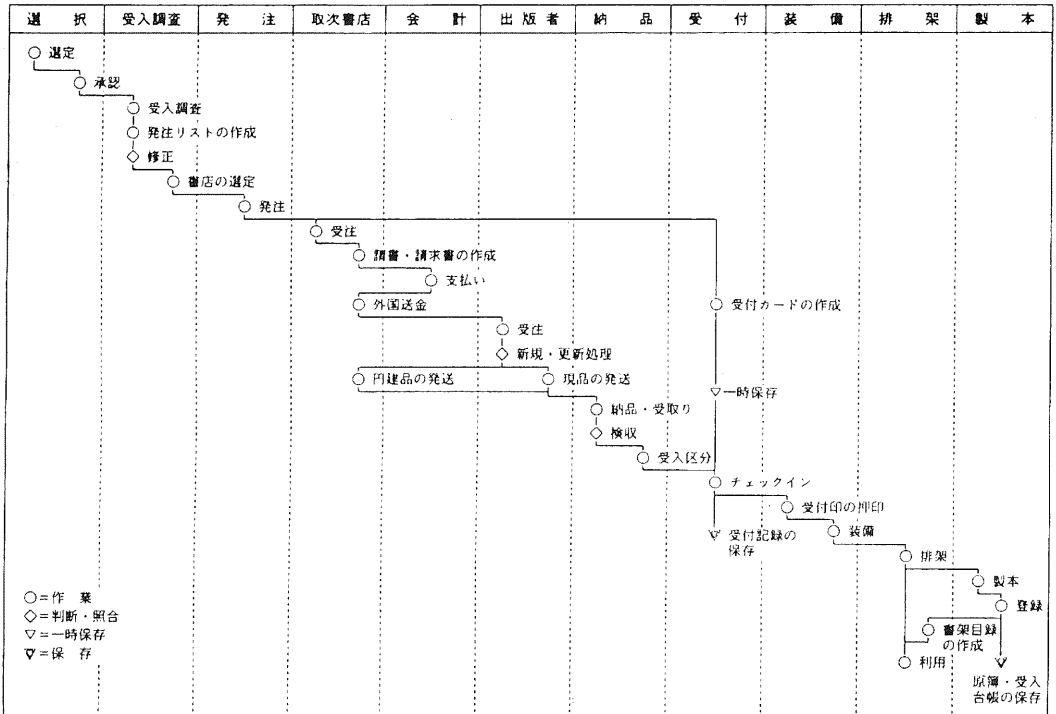 選 択 受入調査 発 注 取次書店 会 計 出 版 者 納 品 受 付 装 備 排 架 製 本
選定
承認
受入調査
発注リストの作成
修正
書店の選定
発注
受注
請書・請求書の作成
支払い
外国送金 受付カードの作成
受注
新規・更新処理
円建品の発送 現品の発送
一時保存
納品・受取り
検収
受入区分
チェックイン
受付印の押印
装備 受付記録の
保存
排架
製本
○=作 業 登録
◇=判断・照合
▽=一時保存 書架目録
の作成
=保 存
利用
原簿・受入
台帳の保存